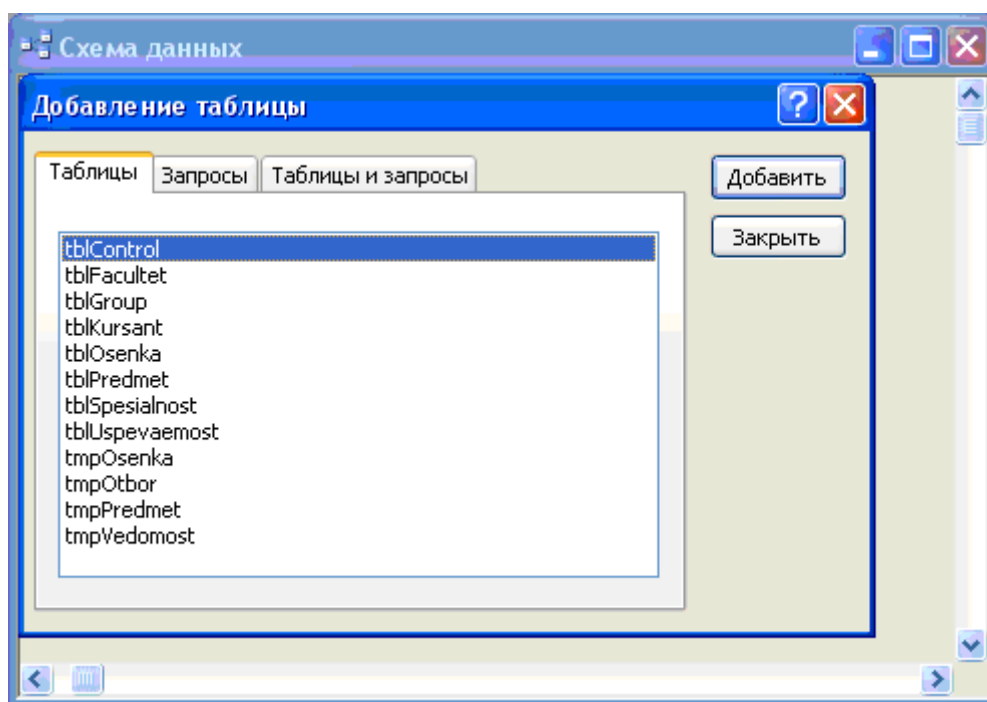 Схема данных
Добавление таблицы
Таблицы Запросы Таблицы и запросы
Добавить
Закрыть
tblControl
tblFacultet
tblGroup
tblKursant
tblOsenka
tblPredmet
tblSpesialnost
tblUspevaemost
tmpOsenka
tmpOtbor
tmpPredmet
tmpVedomost